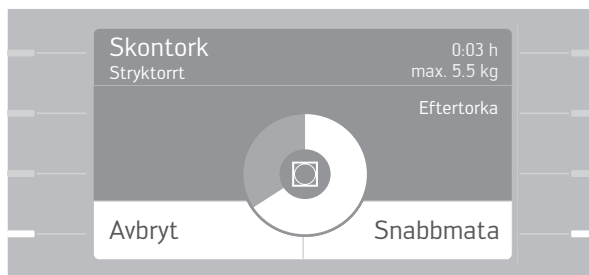 Skontork 0:03 h
Stryktorrt max. 5.5 kg
Eftertorka
Avbryt Snabbmata